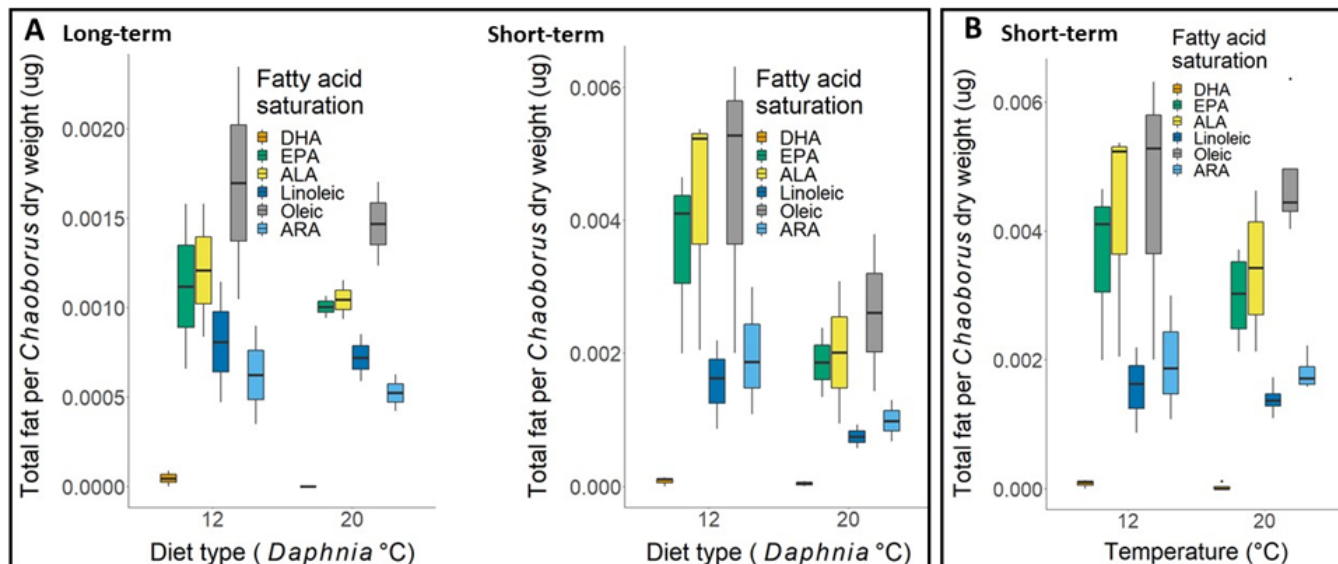 A Long-term
Total fat per Chaoborus dry weight (ug)
0.0020
0.0015
0.0010
0.0005
0.0000
Fatty acid
saturation
DHA
EPA
ALA
Linoleic
Oleic
ARA
12
20
Diet type ( Daphnia °C)
Short-term
Total fat per Chaoborus dry weight (ug)
0.006
0.004
0.002
0.000
Fatty acid
saturation
DHA
EPA
ALA
Linoleic
Oleic
ARA
12
20
Diet type ( Daphnia °C)
B Short-term
Total fat per Chaoborus dry weight (ug)
0.006
0.004
0.002
0.000
Fatty acid
saturation
DHA
EPA
ALA
Linoleic
Oleic
ARA
12
20
Temperature (°C)